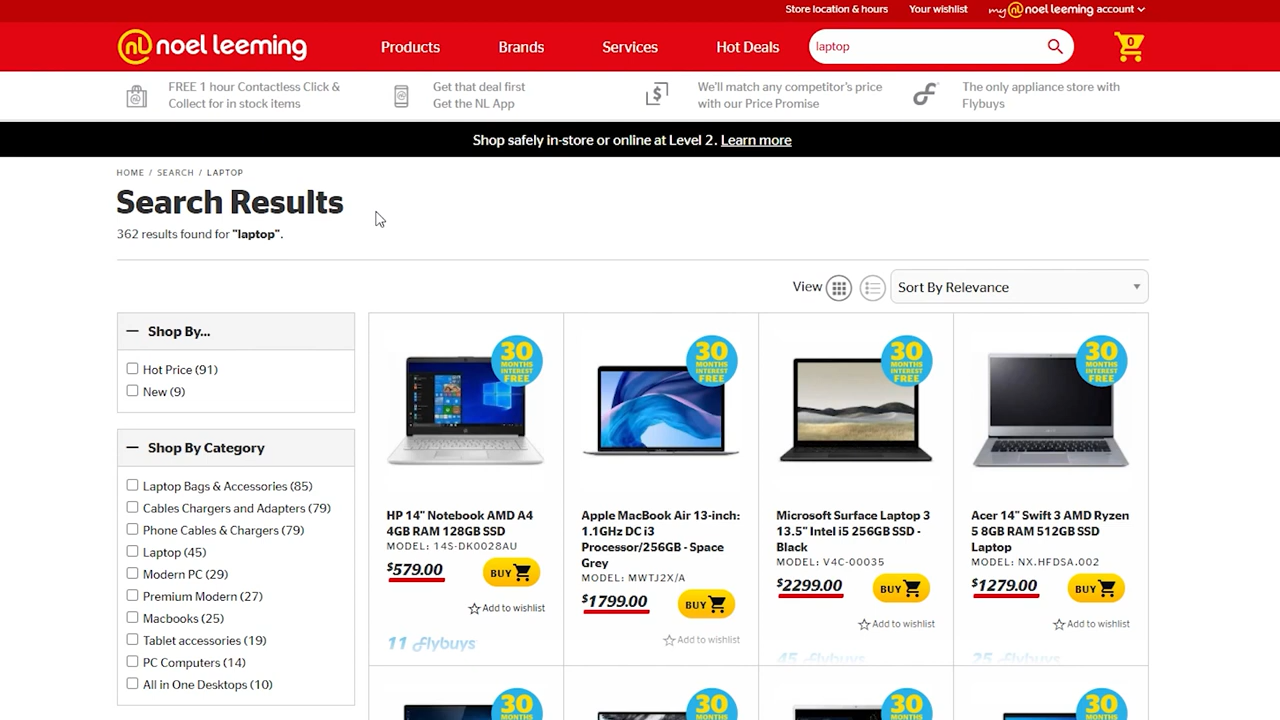 Store location & hours
Your wishlist
my noel leeming account
noel leeming
Products
Brands
Services
Hot Deals
laptop
0
FREE 1 hour Contactless Click &
Collect for in stock items
Get that deal first
Get the NL App
We'll match any competitor's price
with our Price Promise
The only appliance store with
Flybuys
Shop safely in-store or online at Level 2. Learn more
HOME / SEARCH / LAPTOP
Search Results
362 results found for "laptop".
View
Sort By Relevance
Shop By...
Hot Price (91)
New (9)
Shop By Category
Laptop Bags & Accessories (85)
Cables Chargers and Adapters (79)
Phone Cables & Chargers (79)
Laptop (45)
Modern PC (29)
Premium Modern (27)
Macbooks (25)
Tablet accessories (19)
PC Computers (14)
All in One Desktops (10)
30
MONTHS
INTEREST
FREE
HP 14" Notebook AMD A4
4GB RAM 128GB SSD
MODEL: 14S-DK0028AU
$579.00
BUY
Add to wishlist
11 flybuys
30
MONTHS
INTEREST
FREE
Apple MacBook Air 13-inch:
1.1GHz DC i3
Processor/256GB - Space
Grey
MODEL: MWTJ2X/A
$1799.00
BUY
Add to wishlist
30
MONTHS
INTEREST
FREE
Microsoft Surface Laptop 3
13.5" Intel i5 256GB SSD -
Black
MODEL: V4C-00035
$2299.00
BUY
Add to wishlist
45 flybuys
30
MONTHS
INTEREST
FREE
Acer 14" Swift 3 AMD Ryzen
5 8GB RAM 512GB SSD
Laptop
MODEL: NX.HFDSA.002
$1279.00
BUY
Add to wishlist
25 flybuys
30
MONTHS
30
MONTHS
30
MONTHS
30
MONTHS